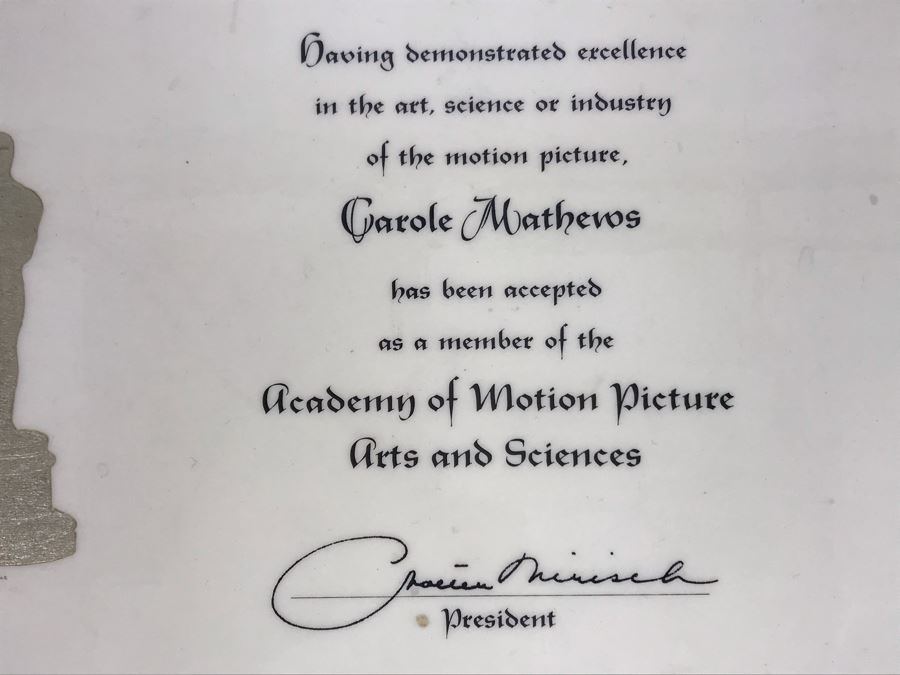 Having demonstrated excellence
in the art, science or industry
of the motion picture,
Carole Mathews
has been accepted
as a member of the
Academy of Motion Picture
Arts and Sciences
Mirisch
President